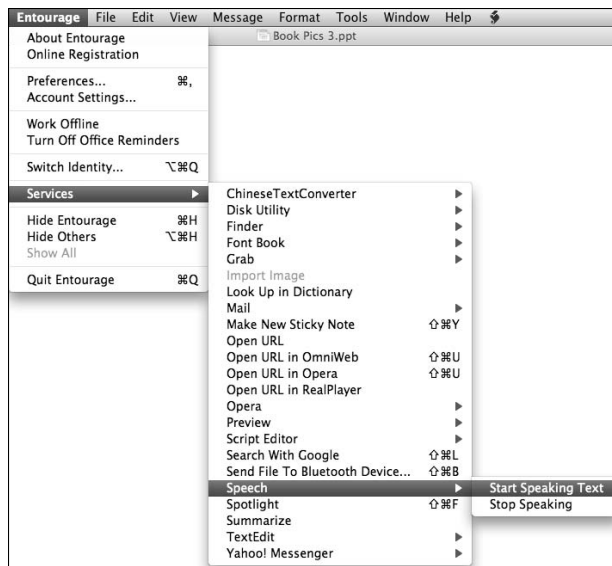 Entourage File Edit View Message Format Tools Window Help
Book Pics 3.ppt
About Entourage
Online Registration
Preferences... ⌘,
Account Settings...
Work Offline
Turn Off Office Reminders
Switch Identity... ⌥⌘Q
Services
Hide Entourage ⌘H
Hide Others ⌥⌘H
Show All
Quit Entourage ⌘Q
ChineseTextConverter
Disk Utility
Finder
Font Book
Grab
Import Image
Look Up in Dictionary
Mail
Make New Sticky Note ⇧⌘Y
Open URL
Open URL in OmniWeb ⇧⌘U
Open URL in Opera ⇧⌘U
Open URL in RealPlayer
Opera
Preview
Script Editor
Search With Google ⇧⌘L
Send File To Bluetooth Device... ⇧⌘B
Speech
Spotlight ⇧⌘F
Summarize
TextEdit
Yahoo! Messenger
Start Speaking Text
Stop Speaking